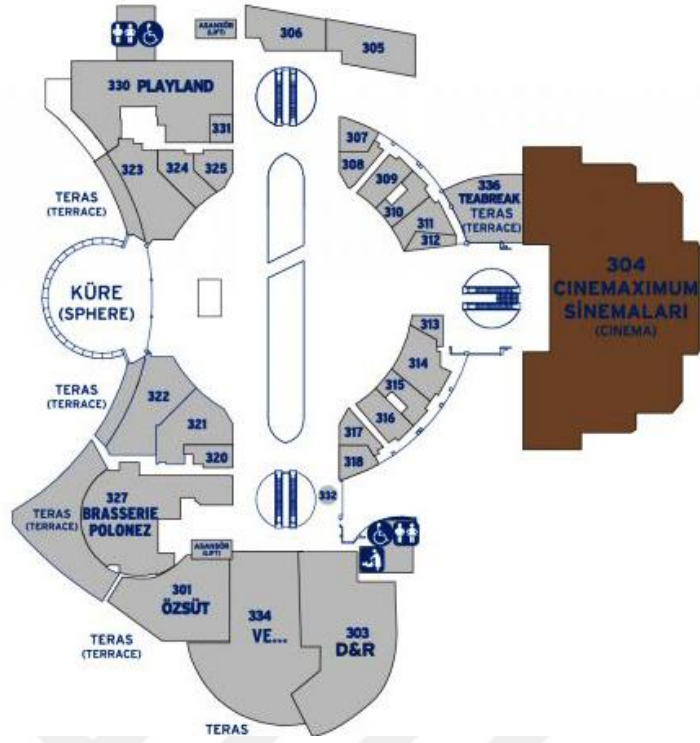 ASANSÖR
(LIFT)
306
305
330 PLAYLAND
331
307
308
309
310
311
312
323
324
325
336
TEABREAK
TERAS
(TERRACE)
TERAS
(TERRACE)
304
CINEMAXIMUM
SİNEMALARI
(CINEMA)
KÜRE
(SPHERE)
313
314
315
316
317
318
TERAS
(TERRACE)
322
321
320
332
327
BRASSERIE
POLONEZ
TERAS
(TERRACE)
ASANSÖR
(LIFT)
301
ÖZSÜT
334
VE...
303
D&R
TERAS
(TERRACE)
TERAS